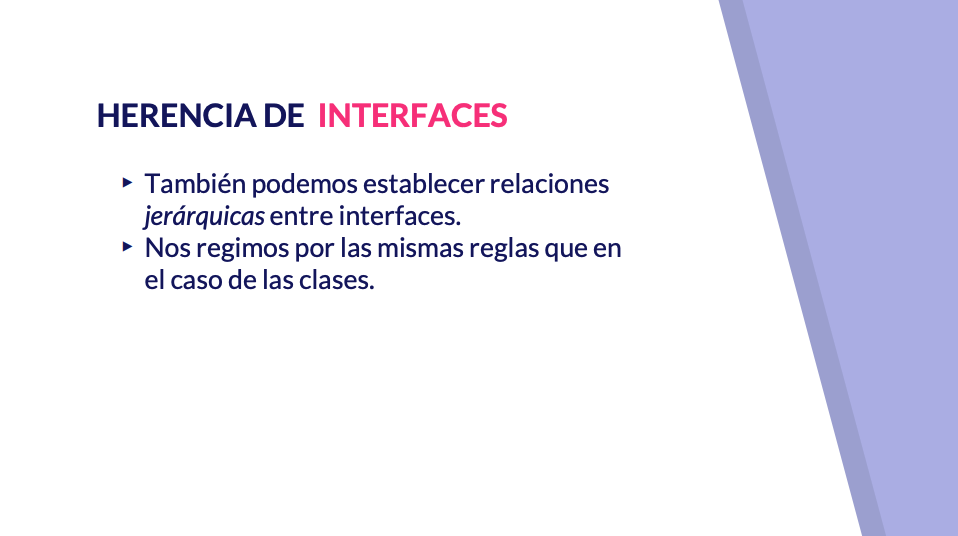 HERENCIA DE INTERFACES
▸ También podemos establecer relaciones
jerárquicas entre interfaces.
▸ Nos regimos por las mismas reglas que en
el caso de las clases.